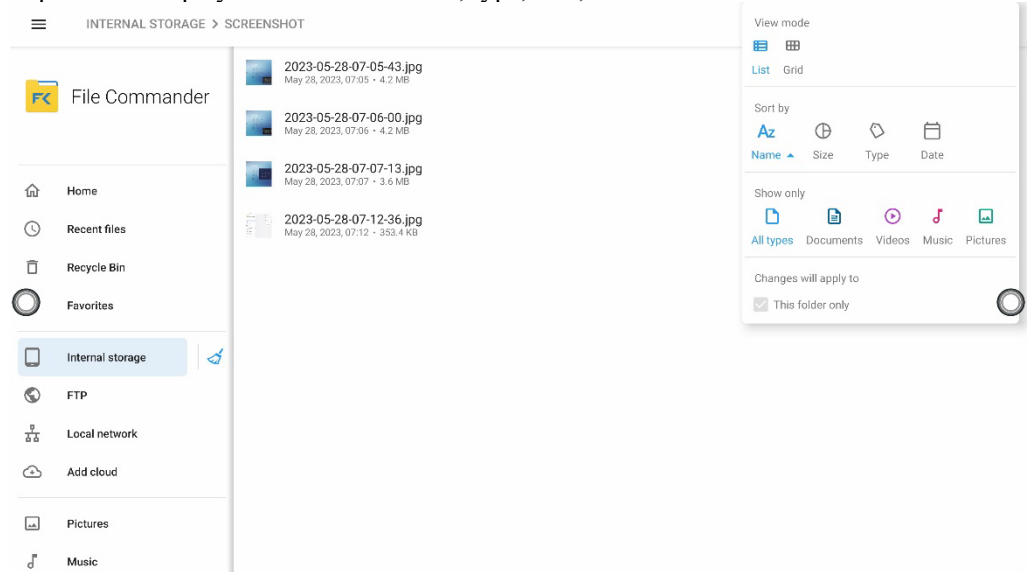 INTERNAL STORAGE > SCREENSHOT
File Commander
Home
Recent files
Recycle Bin
Favorites
Internal storage
FTP
Local network
Add cloud
Pictures
Music
2023-05-28-07-05-43.jpg
May 28, 2023, 07:05 • 4.2 MB
2023-05-28-07-06-00.jpg
May 28, 2023, 07:06 • 4.2 MB
2023-05-28-07-07-13.jpg
May 28, 2023, 07:07 • 3.6 MB
2023-05-28-07-12-36.jpg
May 28, 2023, 07:12 • 353.4 KB
View mode
List Grid
Sort by
Az
Name Size Type Date
Show only
All types Documents Videos Music Pictures
Changes will apply to
This folder only